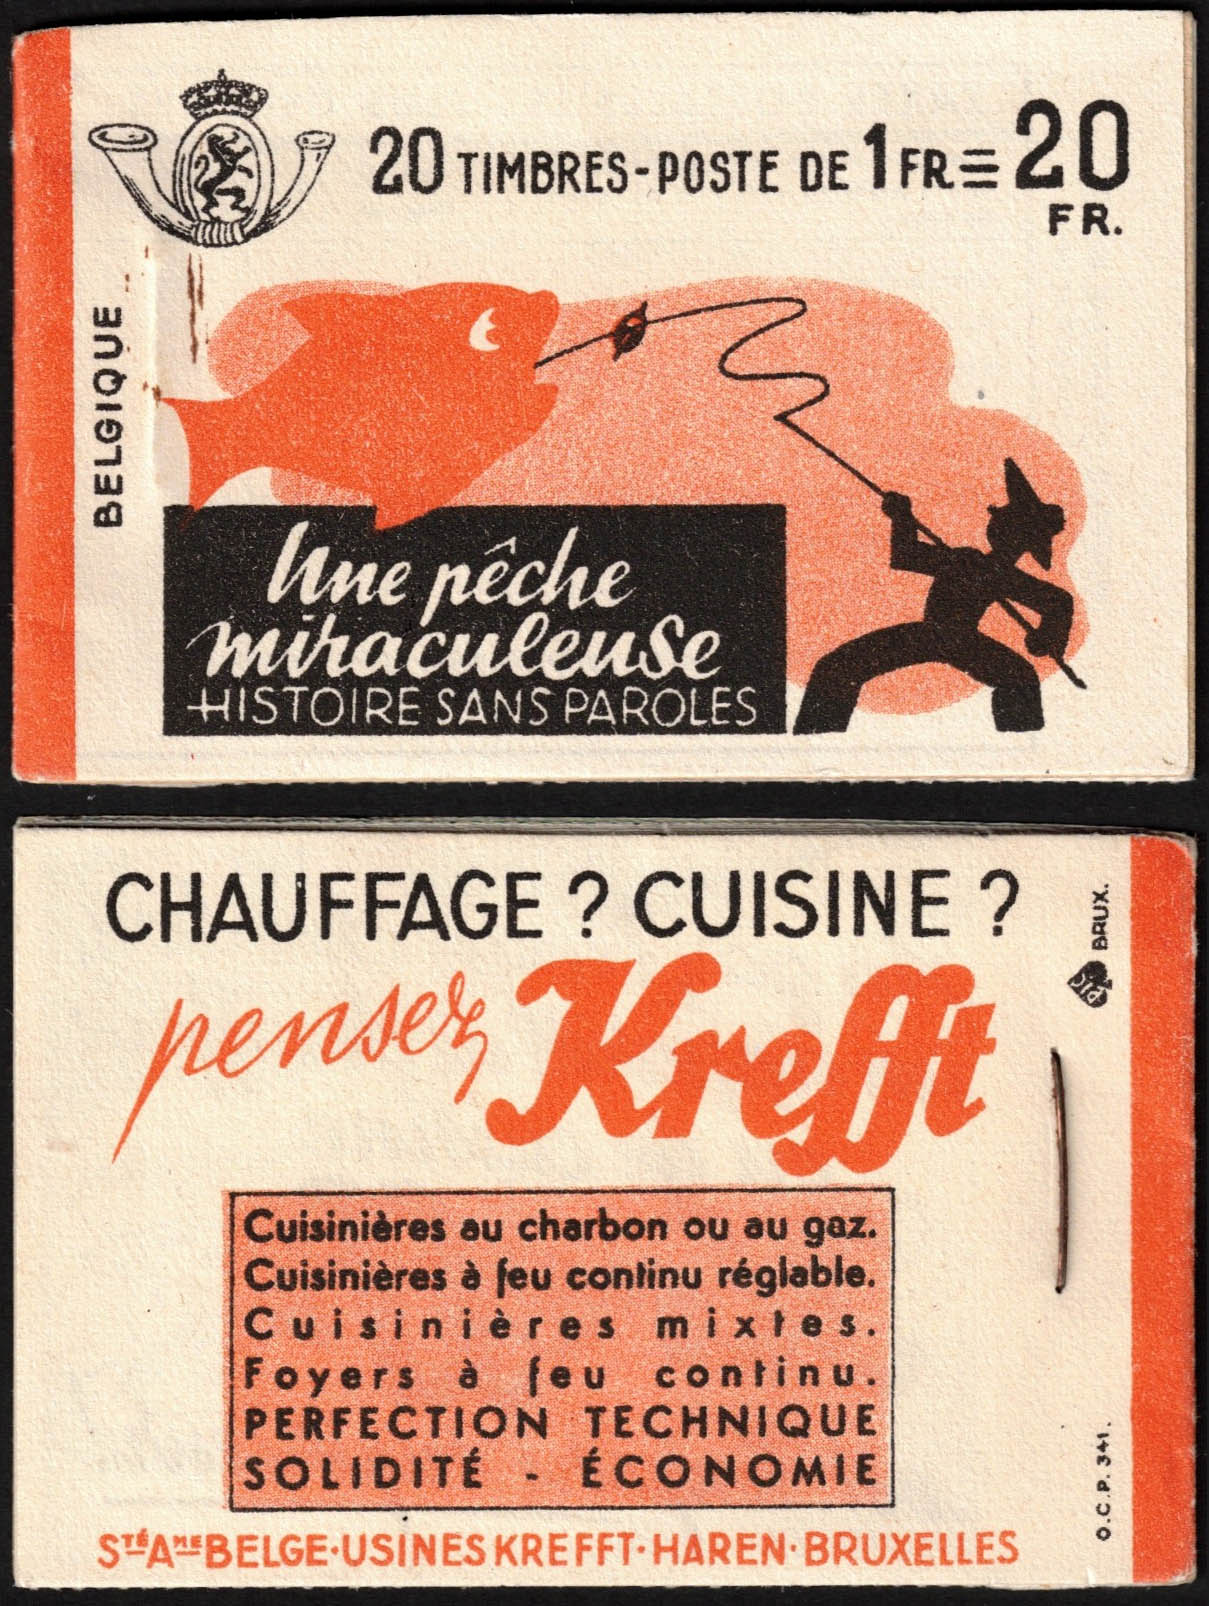 20 TIMBRES-POSTE DE 1 FR = 20 FR.
BELGIQUE
Une pêche
miraculeuse
HISTOIRE SANS PAROLES
CHAUFFAGE ? CUISINE ?
pensez Krefft
BRUX.
Cuisinières au charbon ou au gaz.
Cuisinières à feu continu réglable.
Cuisinières mixtes.
Foyers à feu continu.
PERFECTION TECHNIQUE
SOLIDITÉ - ÉCONOMIE
O.C.P. 341.
STÉ AME BELGE·USINES KREFFT·HAREN·BRUXELLES